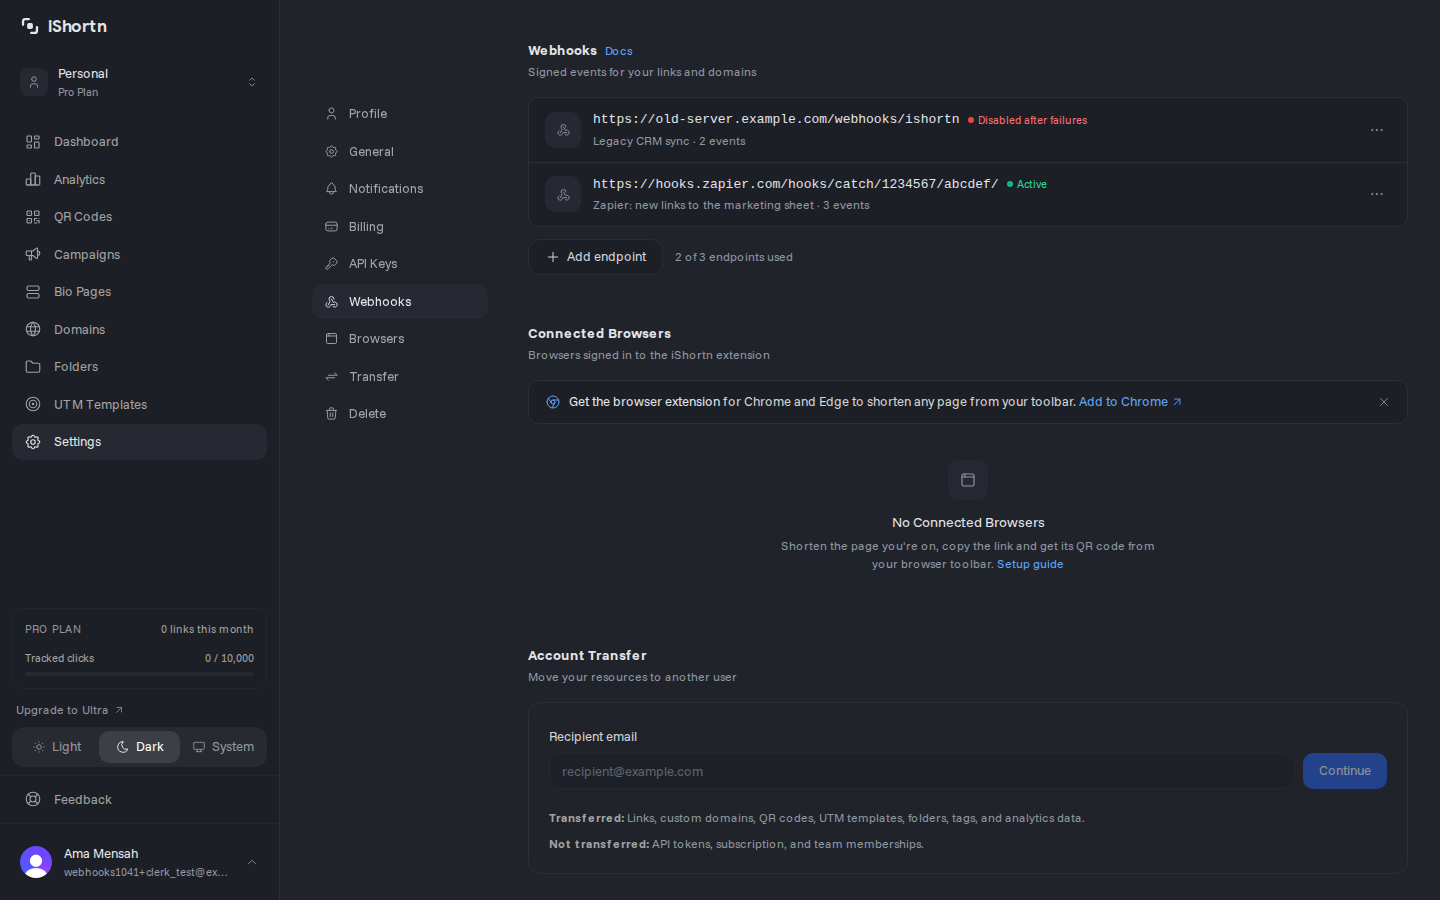 iShortn
Personal
Pro Plan
Dashboard
Analytics
QR Codes
Campaigns
Bio Pages
Domains
Folders
UTM Templates
Settings
PRO PLAN 0 links this month
Tracked clicks 0 / 10,000
Upgrade to Ultra
Light Dark System
Feedback
Ama Mensah
webhooks1041+clerk_test@ex...
Profile
General
Notifications
Billing
API Keys
Webhooks
Browsers
Transfer
Delete
Webhooks Docs
Signed events for your links and domains
https://old-server.example.com/webhooks/ishortn Disabled after failures
Legacy CRM sync · 2 events
https://hooks.zapier.com/hooks/catch/1234567/abcdef/ Active
Zapier: new links to the marketing sheet · 3 events
Add endpoint 2 of 3 endpoints used
Connected Browsers
Browsers signed in to the iShortn extension
Get the browser extension for Chrome and Edge to shorten any page from your toolbar. Add to Chrome
No Connected Browsers
Shorten the page you're on, copy the link and get its QR code from
your browser toolbar. Setup guide
Account Transfer
Move your resources to another user
Recipient email
recipient@example.com Continue
Transferred: Links, custom domains, QR codes, UTM templates, folders, tags, and analytics data.
Not transferred: API tokens, subscription, and team memberships.